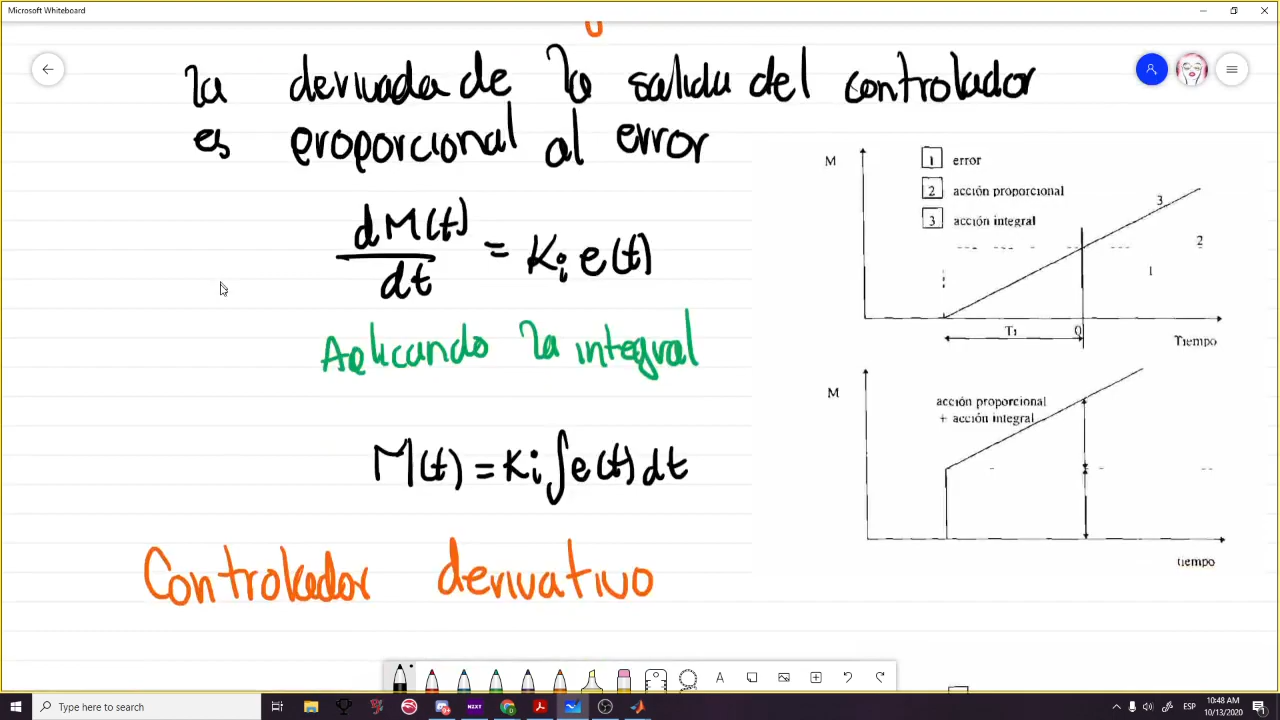 Microsoft Whiteboard
la derivada de la salida del controlador
es proporcional al error
dM(t)
dt
= Ki e(t)
Aplicando la integral
M(t) = Ki ∫e(t) dt
Controlador derivativo
M
1 error
2 acción proporcional
3 acción integral
3
2
1
T1
0
Tiempo
M
acción proporcional
+ acción integral
tiempo
A
Type here to search
NEXT
ESP
10:48 AM
10/13/2020